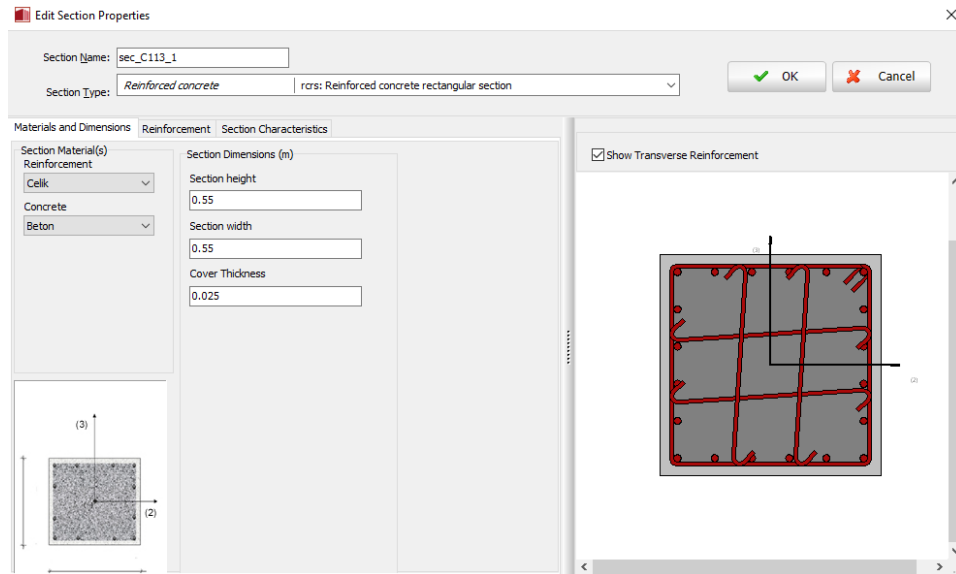 Edit Section Properties
Section Name: sec_C113_1
Section Type: Reinforced concrete rcrs: Reinforced concrete rectangular section
OK
Cancel
Materials and Dimensions Reinforcement Section Characteristics
Section Material(s)
Reinforcement
Celik
Concrete
Beton
Section Dimensions (m)
Section height
0.55
Section width
0.55
Cover Thickness
0.025
Show Transverse Reinforcement
(3)
(2)
(3)
(2)